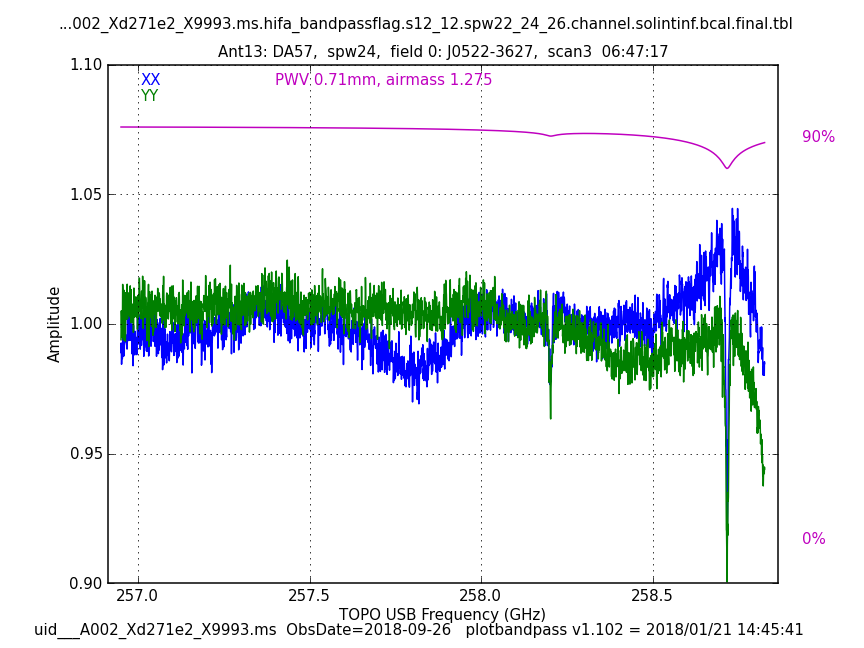 ...002_Xd271e2_X9993.ms.hifa_bandpassflag.s12_12.spw22_24_26.channel.solintinf.bcal.final.tbl
Ant13: DA57, spw24, field 0: J0522-3627, scan3 06:47:17
XX
YY
PWV 0.71mm, airmass 1.275
90%
0%
1.10
1.05
1.00
0.95
0.90
Amplitude
257.0 257.5 258.0 258.5
TOPO USB Frequency (GHz)
uid___A002_Xd271e2_X9993.ms ObsDate=2018-09-26 plotbandpass v1.102 = 2018/01/21 14:45:41